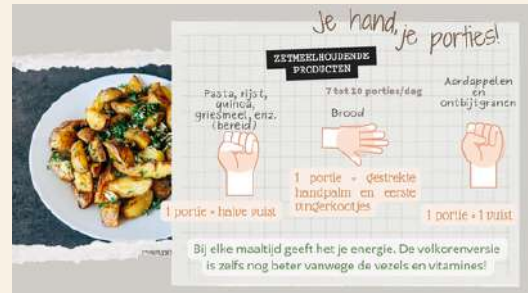 Je hand, je porties!
ZETMEELHOUDENDE
PRODUCTEN
7 tot 10 porties/dag
Pasta, rijst,
quinoa,
griesmeel, enz.
(bereid)
1 portie = halve vuist
Brood
1 portie = gestrekte
handpalm en eerste
vingerkootjes
Aardappelen
en
ontbijtgranen
1 portie = 1 vuist
Bij elke maaltijd geeft het je energie. De volkorenversie
is zelfs nog beter vanwege de vezels en vitamines!